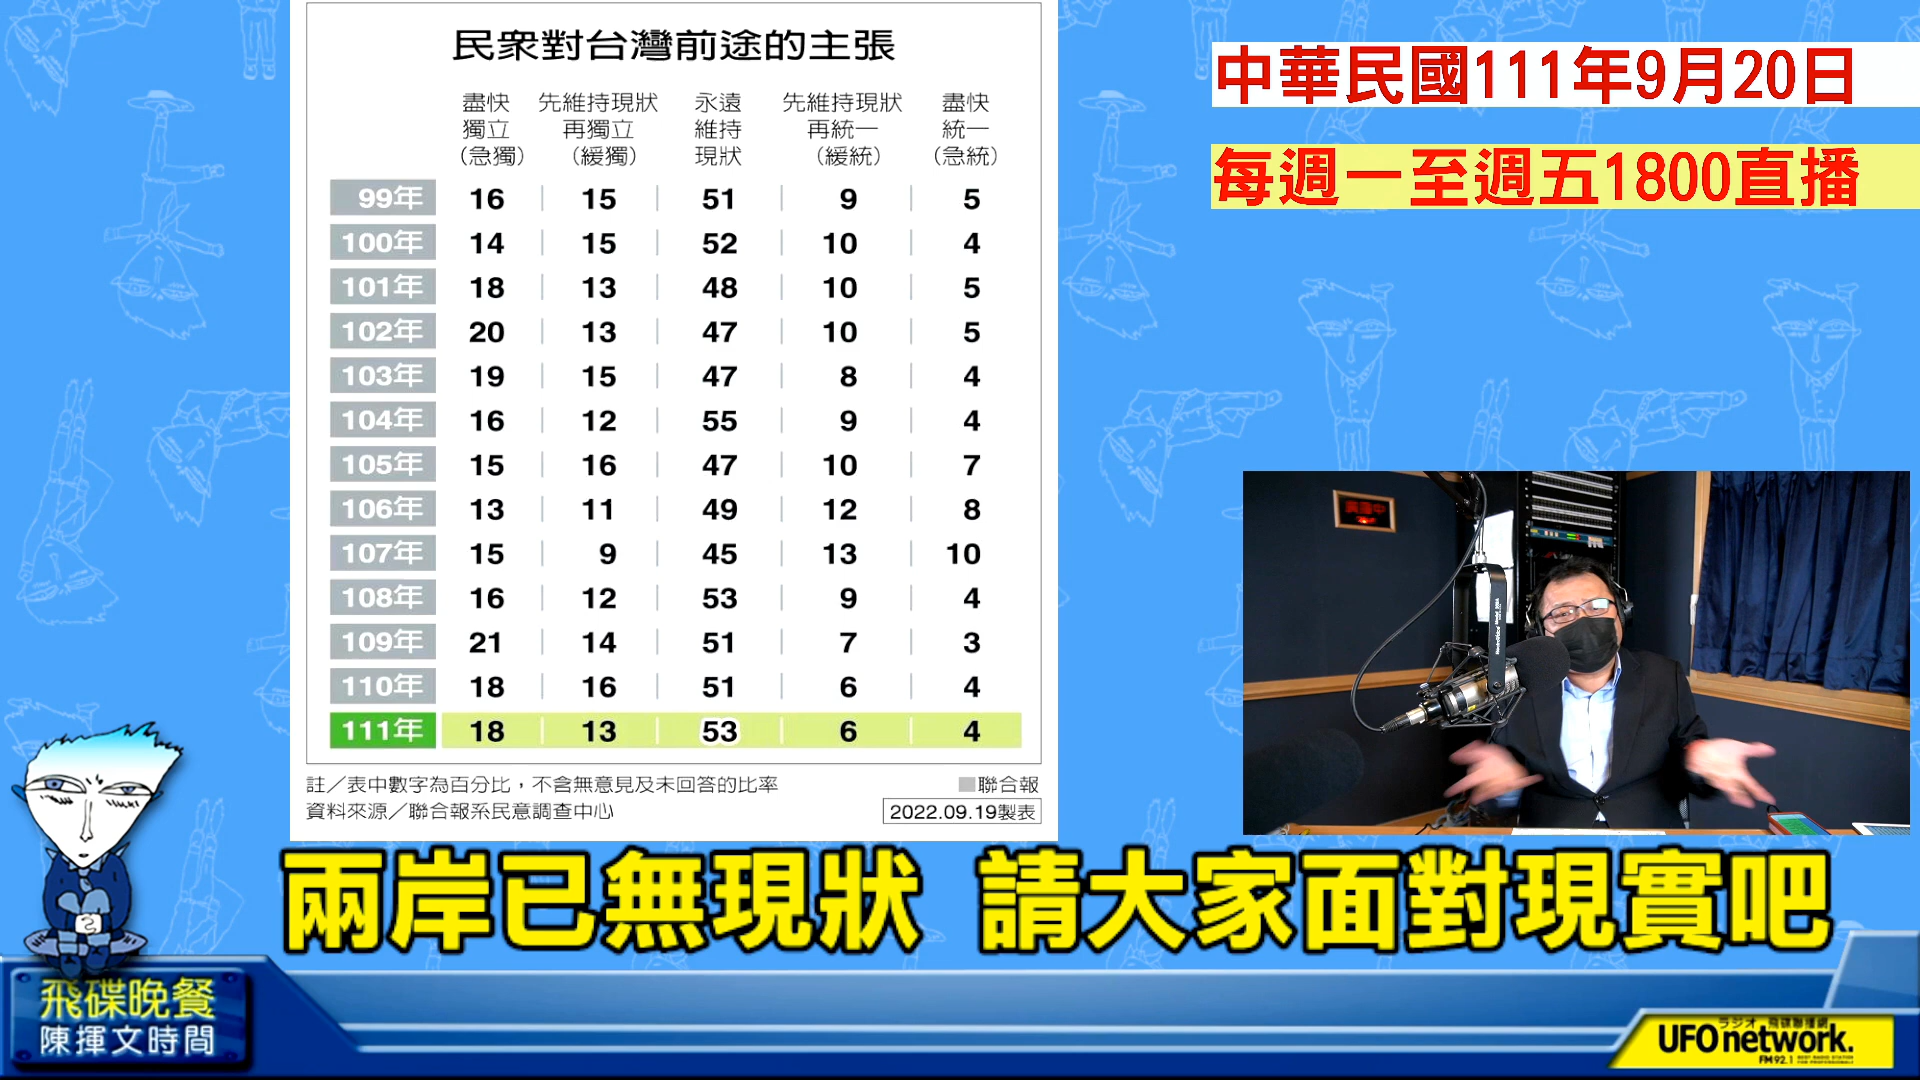 民眾對台灣前途的主張
盡快獨立（急獨） 先維持現狀再獨立（緩獨） 永遠維持現狀 先維持現狀再統一（緩統） 盡快統一（急統）
99年 16 15 51 9 5
100年 14 15 52 10 4
101年 18 13 48 10 5
102年 20 13 47 10 5
103年 19 15 47 8 4
104年 16 12 55 9 4
105年 15 16 47 10 7
106年 13 11 49 12 8
107年 15 9 45 13 10
108年 16 12 53 9 4
109年 21 14 51 7 3
110年 18 16 51 6 4
111年 18 13 53 6 4
註／表中數字為百分比，不含無意見及未回答的比率
聯合報
資料來源／聯合報系民意調查中心
2022.09.19製表
中華民國111年9月20日
每週一至週五1800直播
兩岸已無現狀 請大家面對現實吧
飛碟晚餐
陳揮文時間
ラジオ 飛碟聯播網
UFO network.
FM92.1